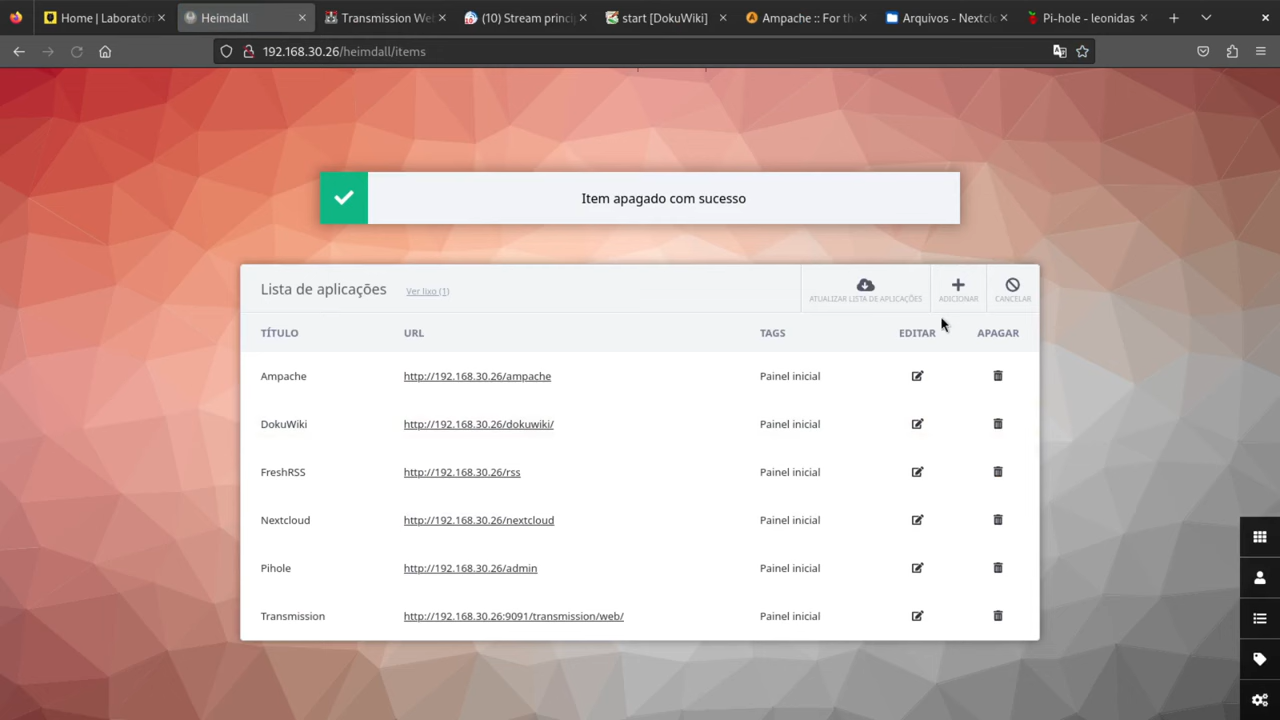 Home | Laboratóri
Heimdall
Transmission We
(10) Stream princi
start [DokuWiki]
Ampache :: For th
Arquivos - Nextcl
Pi-hole - leonidas
192.168.30.26/heimdall/items
Item apagado com sucesso
Lista de aplicações
Ver lixo (1)
ATUALIZAR LISTA DE APLICAÇÕES
ADICIONAR
CANCELAR
TÍTULO URL TAGS EDITAR APAGAR
Ampache http://192.168.30.26/ampache Painel inicial
DokuWiki http://192.168.30.26/dokuwiki/ Painel inicial
FreshRSS http://192.168.30.26/rss Painel inicial
Nextcloud http://192.168.30.26/nextcloud Painel inicial
Pihole http://192.168.30.26/admin Painel inicial
Transmission http://192.168.30.26:9091/transmission/web/ Painel inicial